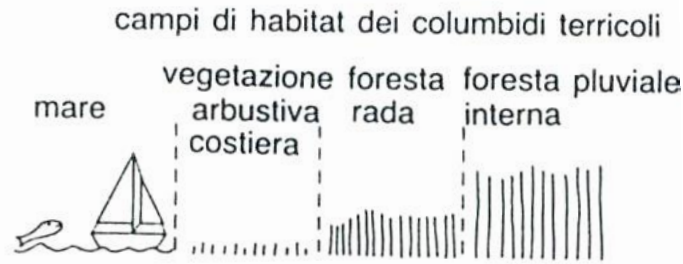 campi di habitat dei columbidi terricoli
mare
vegetazione arbustiva costiera
foresta rada
foresta pluviale interna